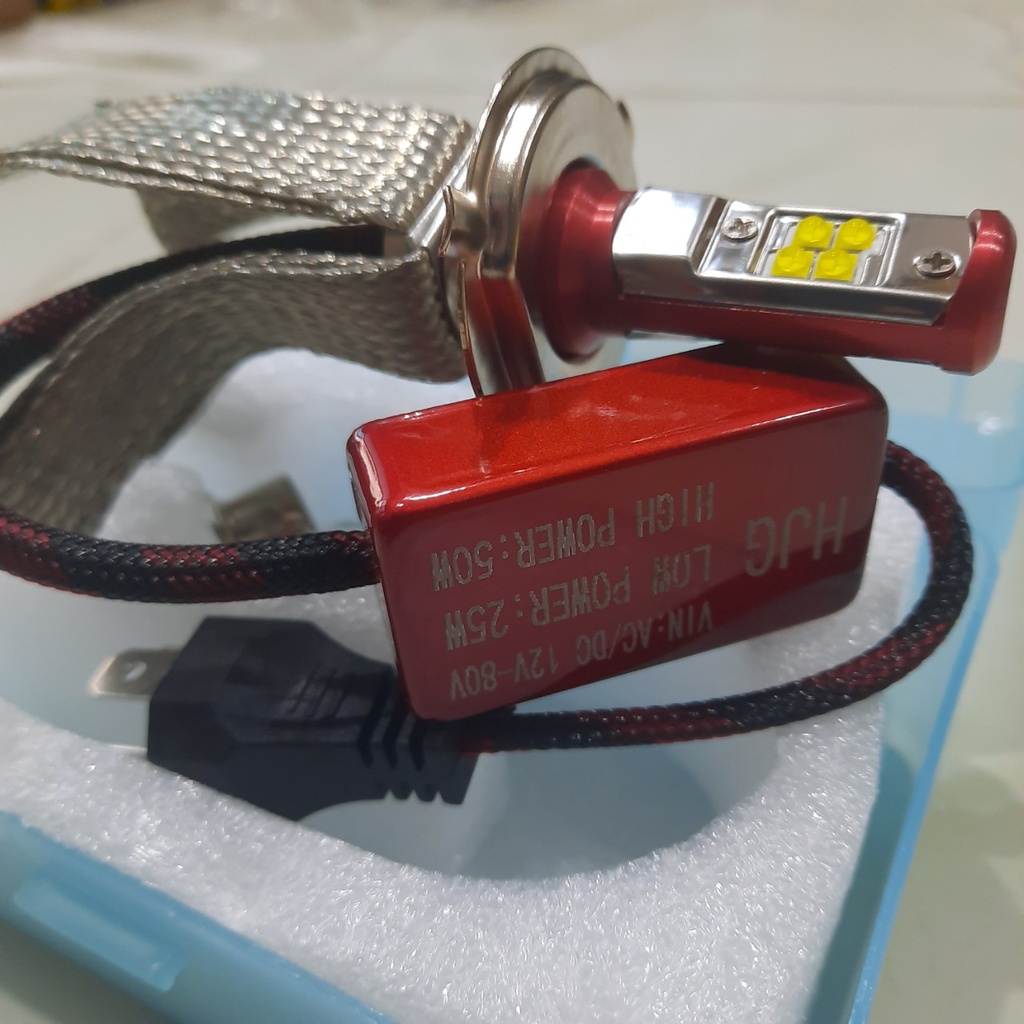 HJG
VIN:AC/DC 12V-80V
LOW POWER:25W
HIGH POWER:50W